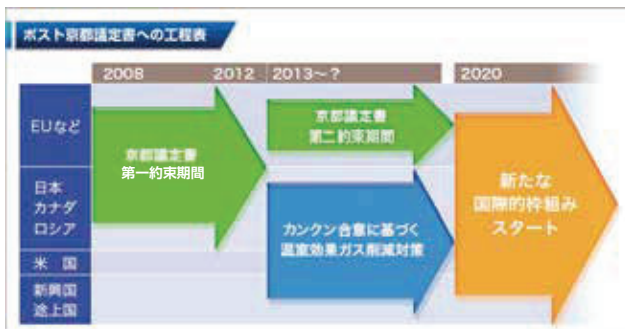 ポスト京都議定書への工程表
2008
2012
2013～?
2020
EUなど
日本
カナダ
ロシア
米 国
新興国
途上国
京都議定書
第一約束期間
京都議定書
第二約束期間
カンクン合意に基づく
温室効果ガス削減対策
新たな
国際的枠組み
スタート